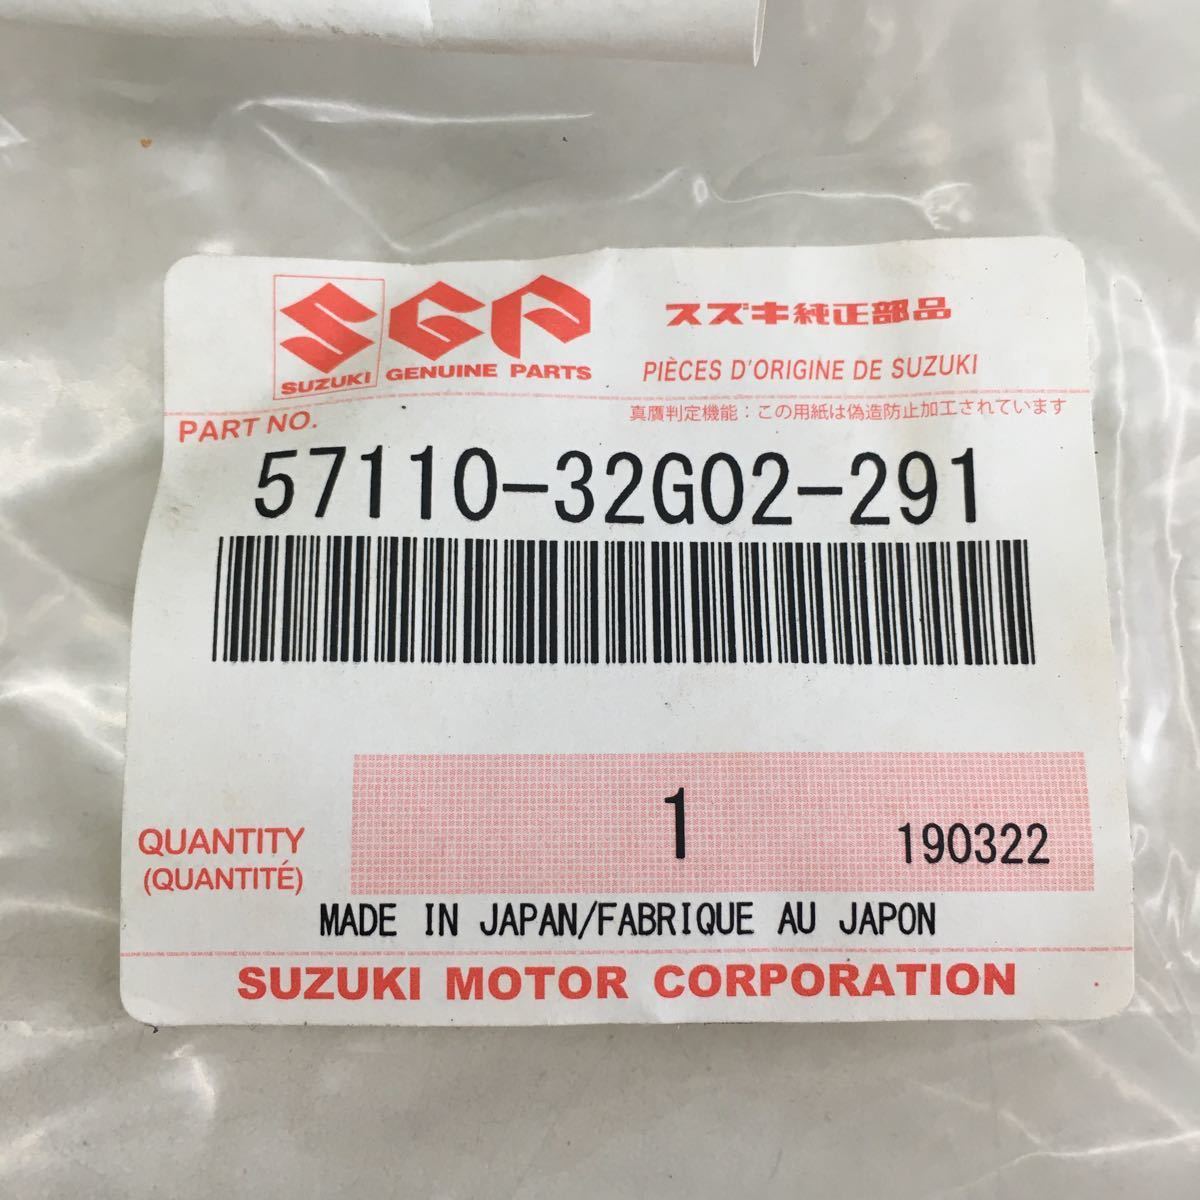 SUZUKI GENUINE PARTS
SGP
スズキ純正部品
PIÈCES D'ORIGINE DE SUZUKI
真贋判定機能：この用紙は偽造防止加工されています
PART NO.
57110-32G02-291
1
190322
QUANTITY
(QUANTITÉ)
MADE IN JAPAN/FABRIQUE AU JAPON
SUZUKI MOTOR CORPORATION